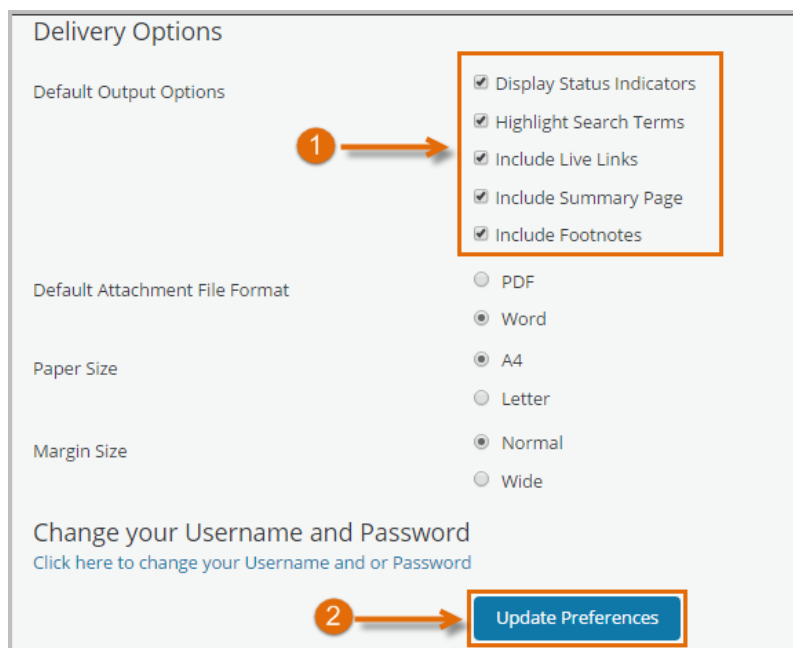 Delivery Options
Default Output Options
Display Status Indicators
Highlight Search Terms
1
Include Live Links
Include Summary Page
Include Footnotes
Default Attachment File Format
PDF
Word
Paper Size
A4
Letter
Margin Size
Normal
Wide
Change your Username and Password
Click here to change your Username and or Password
2
Update Preferences